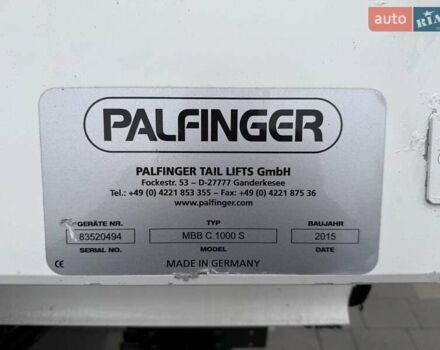 auto RIA
PALFINGER
PALFINGER TAIL LIFTS GmbH
Fockestr. 53 – D-27777 Ganderkesee
Tel.: +49 (0) 4221 853 355 – Fax: +49 (0) 4221 875 36
www.palfinger.com
GERÄTE NR. TYP BAUJAHR
83520494 MBB C 1000 S 2015
SERIAL NO. MODEL DATE
CE MADE IN GERMANY